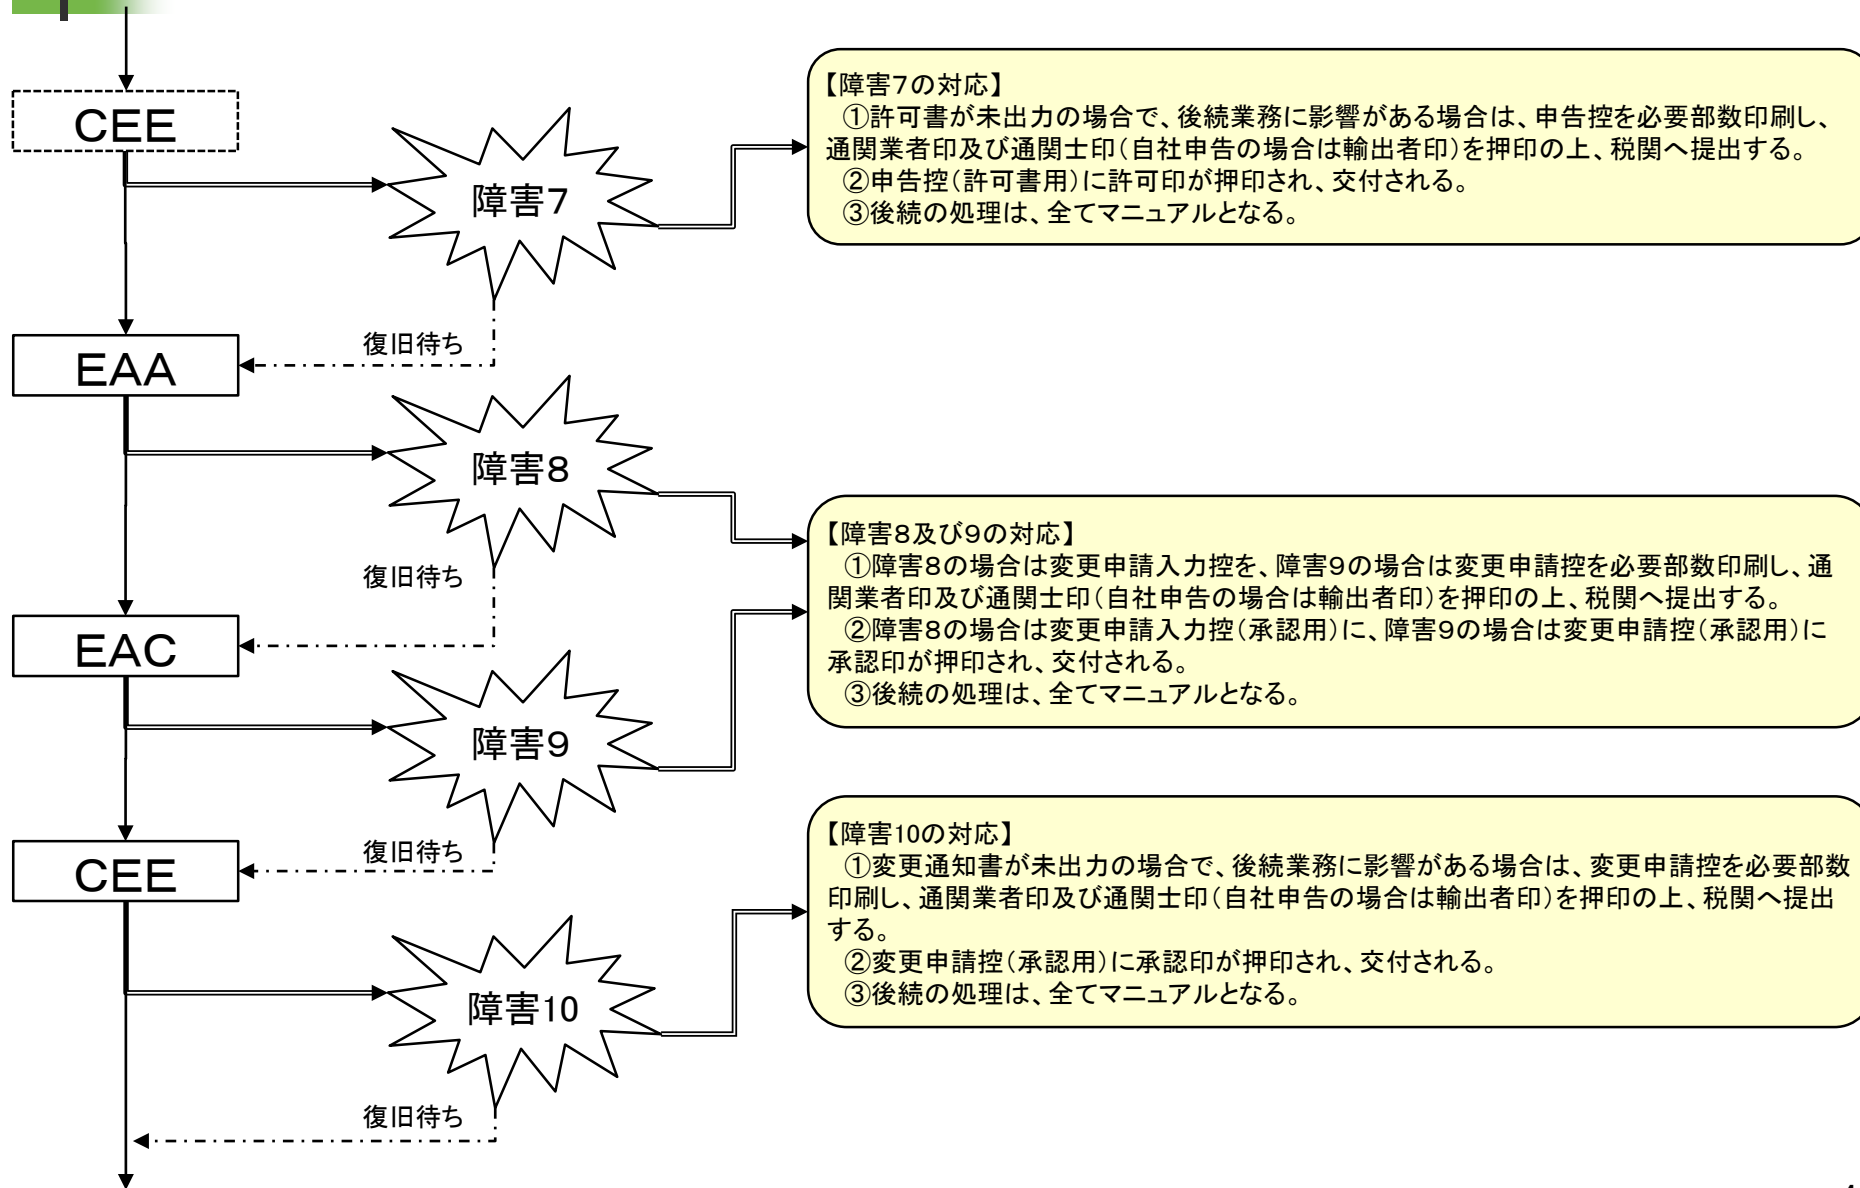 CEE
障害7
【障害7の対応】
①許可書が未出力の場合で、後続業務に影響がある場合は、申告控を必要部数印刷し、
通関業者印及び通関士印(自社申告の場合は輸出者印)を押印の上、税関へ提出する。
②申告控(許可書用)に許可印が押印され、交付される。
③後続の処理は、全てマニュアルとなる。
復旧待ち
EAA
障害8
【障害8及び9の対応】
①障害8の場合は変更申請入力控を、障害9の場合は変更申請控を必要部数印刷し、通
関業者印及び通関士印(自社申告の場合は輸出者印)を押印の上、税関へ提出する。
②障害8の場合は変更申請入力控(承認用)に、障害9の場合は変更申請控(承認用)に
承認印が押印され、交付される。
③後続の処理は、全てマニュアルとなる。
復旧待ち
EAC
障害9
復旧待ち
CEE
【障害10の対応】
①変更通知書が未出力の場合で、後続業務に影響がある場合は、変更申請控を必要部数
印刷し、通関業者印及び通関士印(自社申告の場合は輸出者印)を押印の上、税関へ提出
する。
②変更申請控(承認用)に承認印が押印され、交付される。
③後続の処理は、全てマニュアルとなる。
障害10
復旧待ち